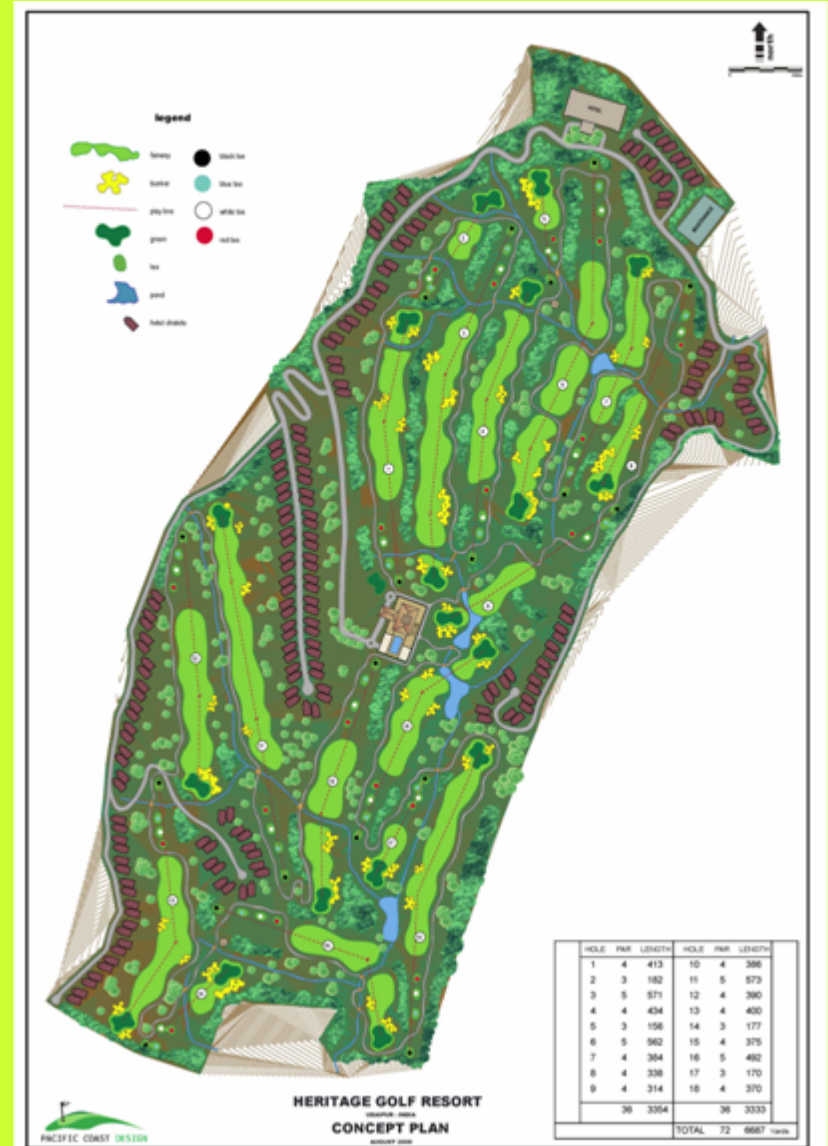 north
legend
fairway
black tee
bunker
blue tee
play line
white tee
green
red tee
tee
pond
hotel chalets
HOTEL
HOLE PAR LENGTH HOLE PAR LENGTH
1 4 413 10 4 386
2 3 182 11 5 573
3 5 571 12 4 390
4 4 434 13 4 400
5 3 156 14 3 177
6 5 562 15 4 375
7 4 384 16 5 492
8 4 338 17 3 170
9 4 314 18 4 370
36 3354 36 3333
TOTAL 72 6687 Yards
HERITAGE GOLF RESORT
UDAIPUR - INDIA
CONCEPT PLAN
AUGUST 2008
PACIFIC COAST DESIGN